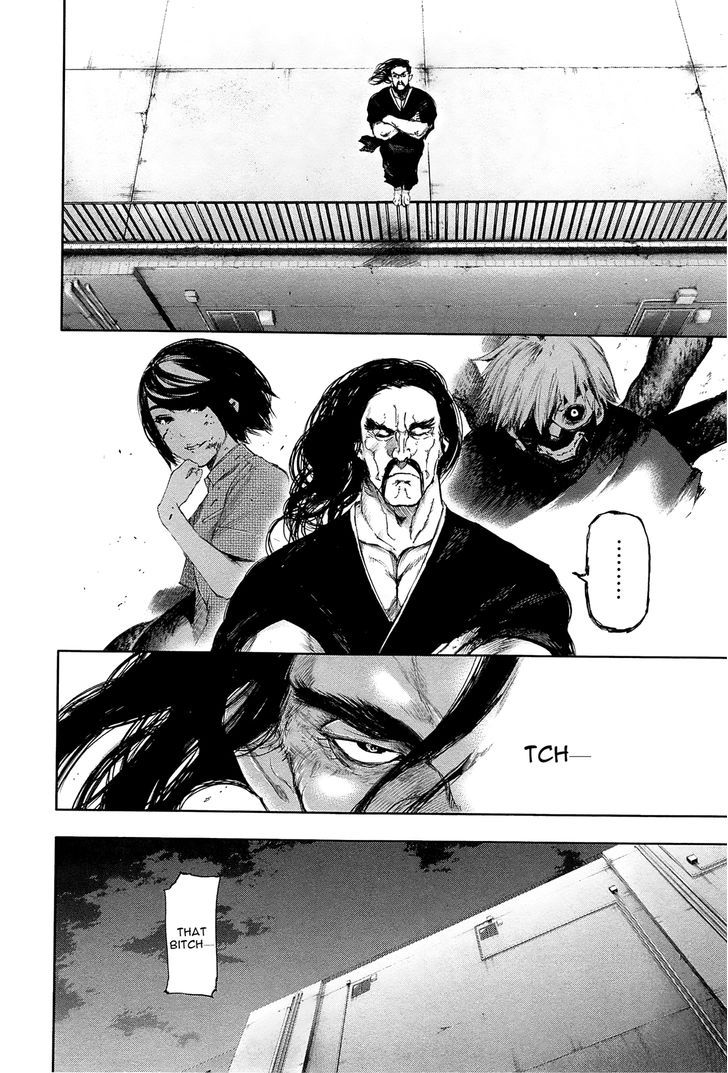 .........
TCH—
THAT
BITCH—